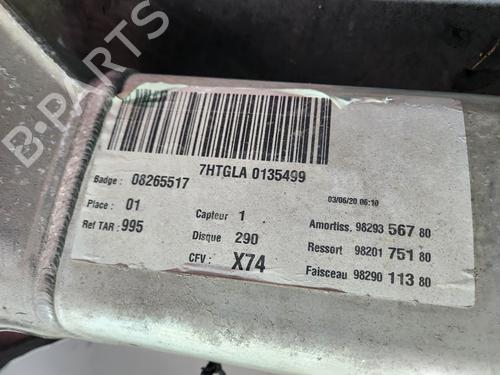 7HTGLA 0135499
Badge : 08265517
03/06/20 06:10
Place : 01
Capteur 1
Amortiss. 98293 567 80
Ref TAR : 995
Disque 290
Ressort 98201 751 80
CFV : X74
Faisceau 98290 113 80
B-PARTS